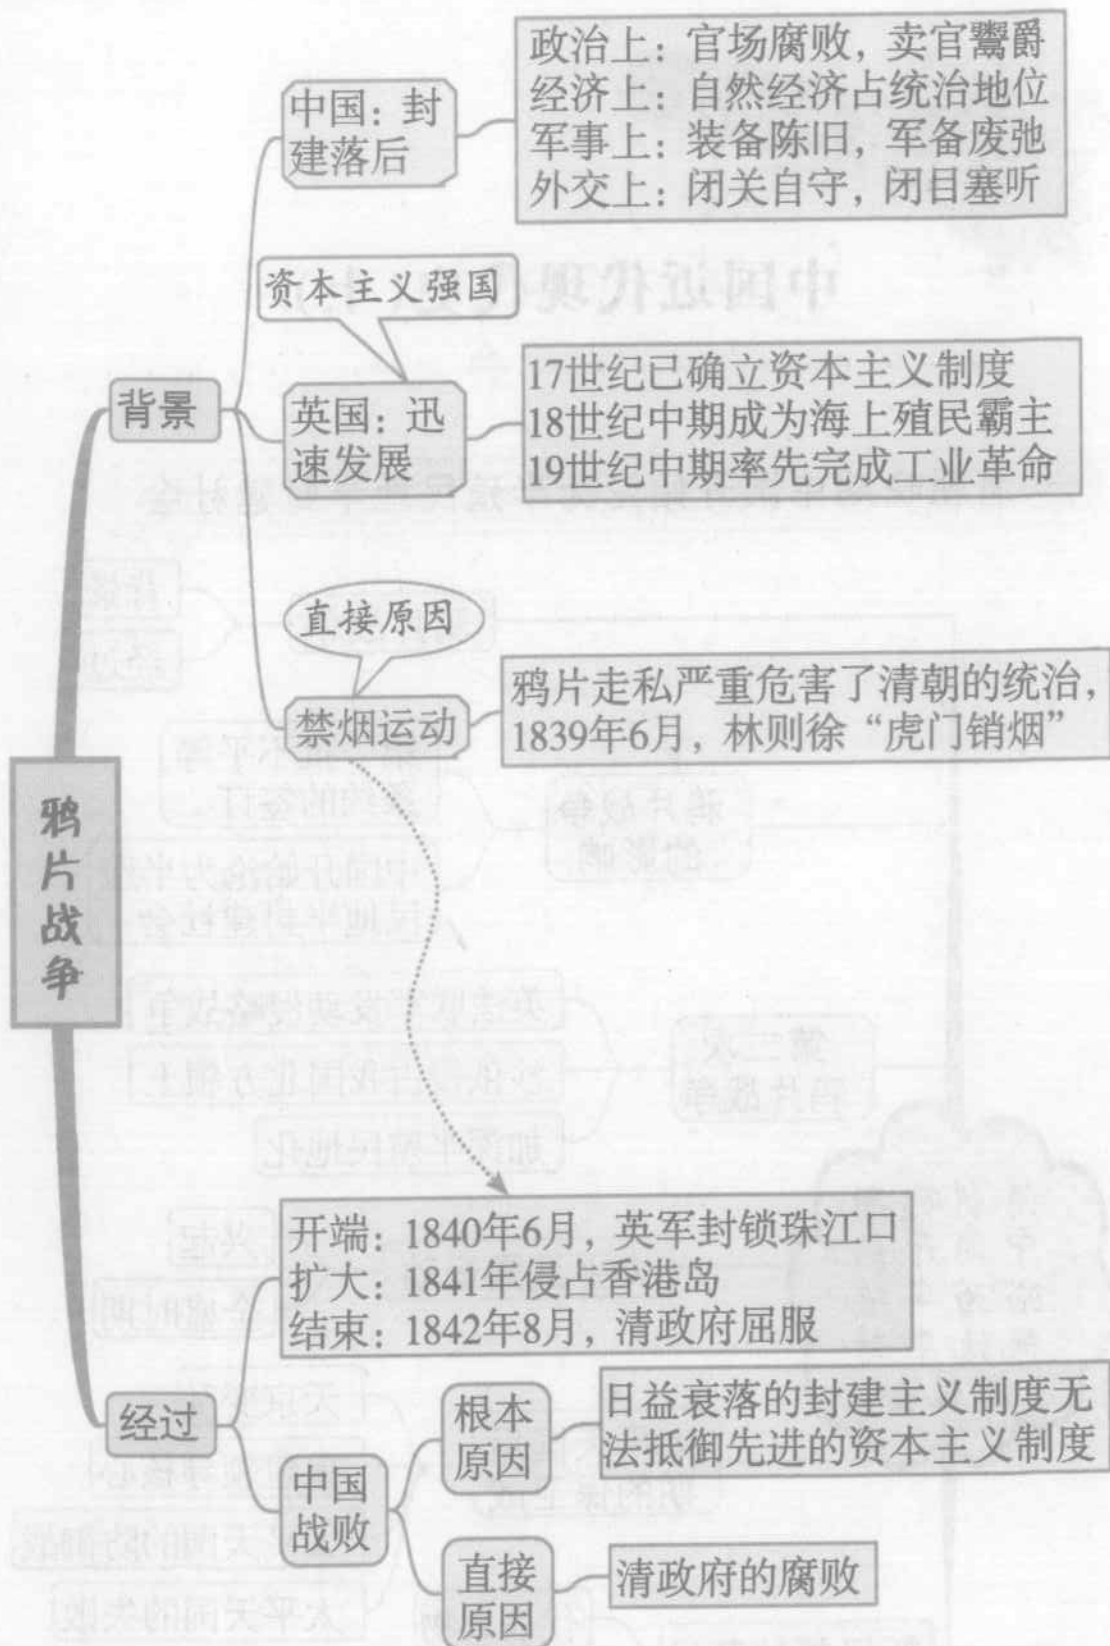 政治上：官场腐败，卖官鬻爵
经济上：自然经济占统治地位
军事上：装备陈旧，军备废弛
外交上：闭关自守，闭目塞听
中国：封
建落后
资本主义强国
17世纪已确立资本主义制度
18世纪中期成为海上殖民霸主
19世纪中期率先完成工业革命
背景
英国：迅
速发展
直接原因
禁烟运动
鸦片走私严重危害了清朝的统治，
1839年6月，林则徐“虎门销烟”
鸦片战争
开端：1840年6月，英军封锁珠江口
扩大：1841年侵占香港岛
结束：1842年8月，清政府屈服
经过
中国
战败
根本
原因
日益衰落的封建主义制度无
法抵御先进的资本主义制度
直接
原因
清政府的腐败